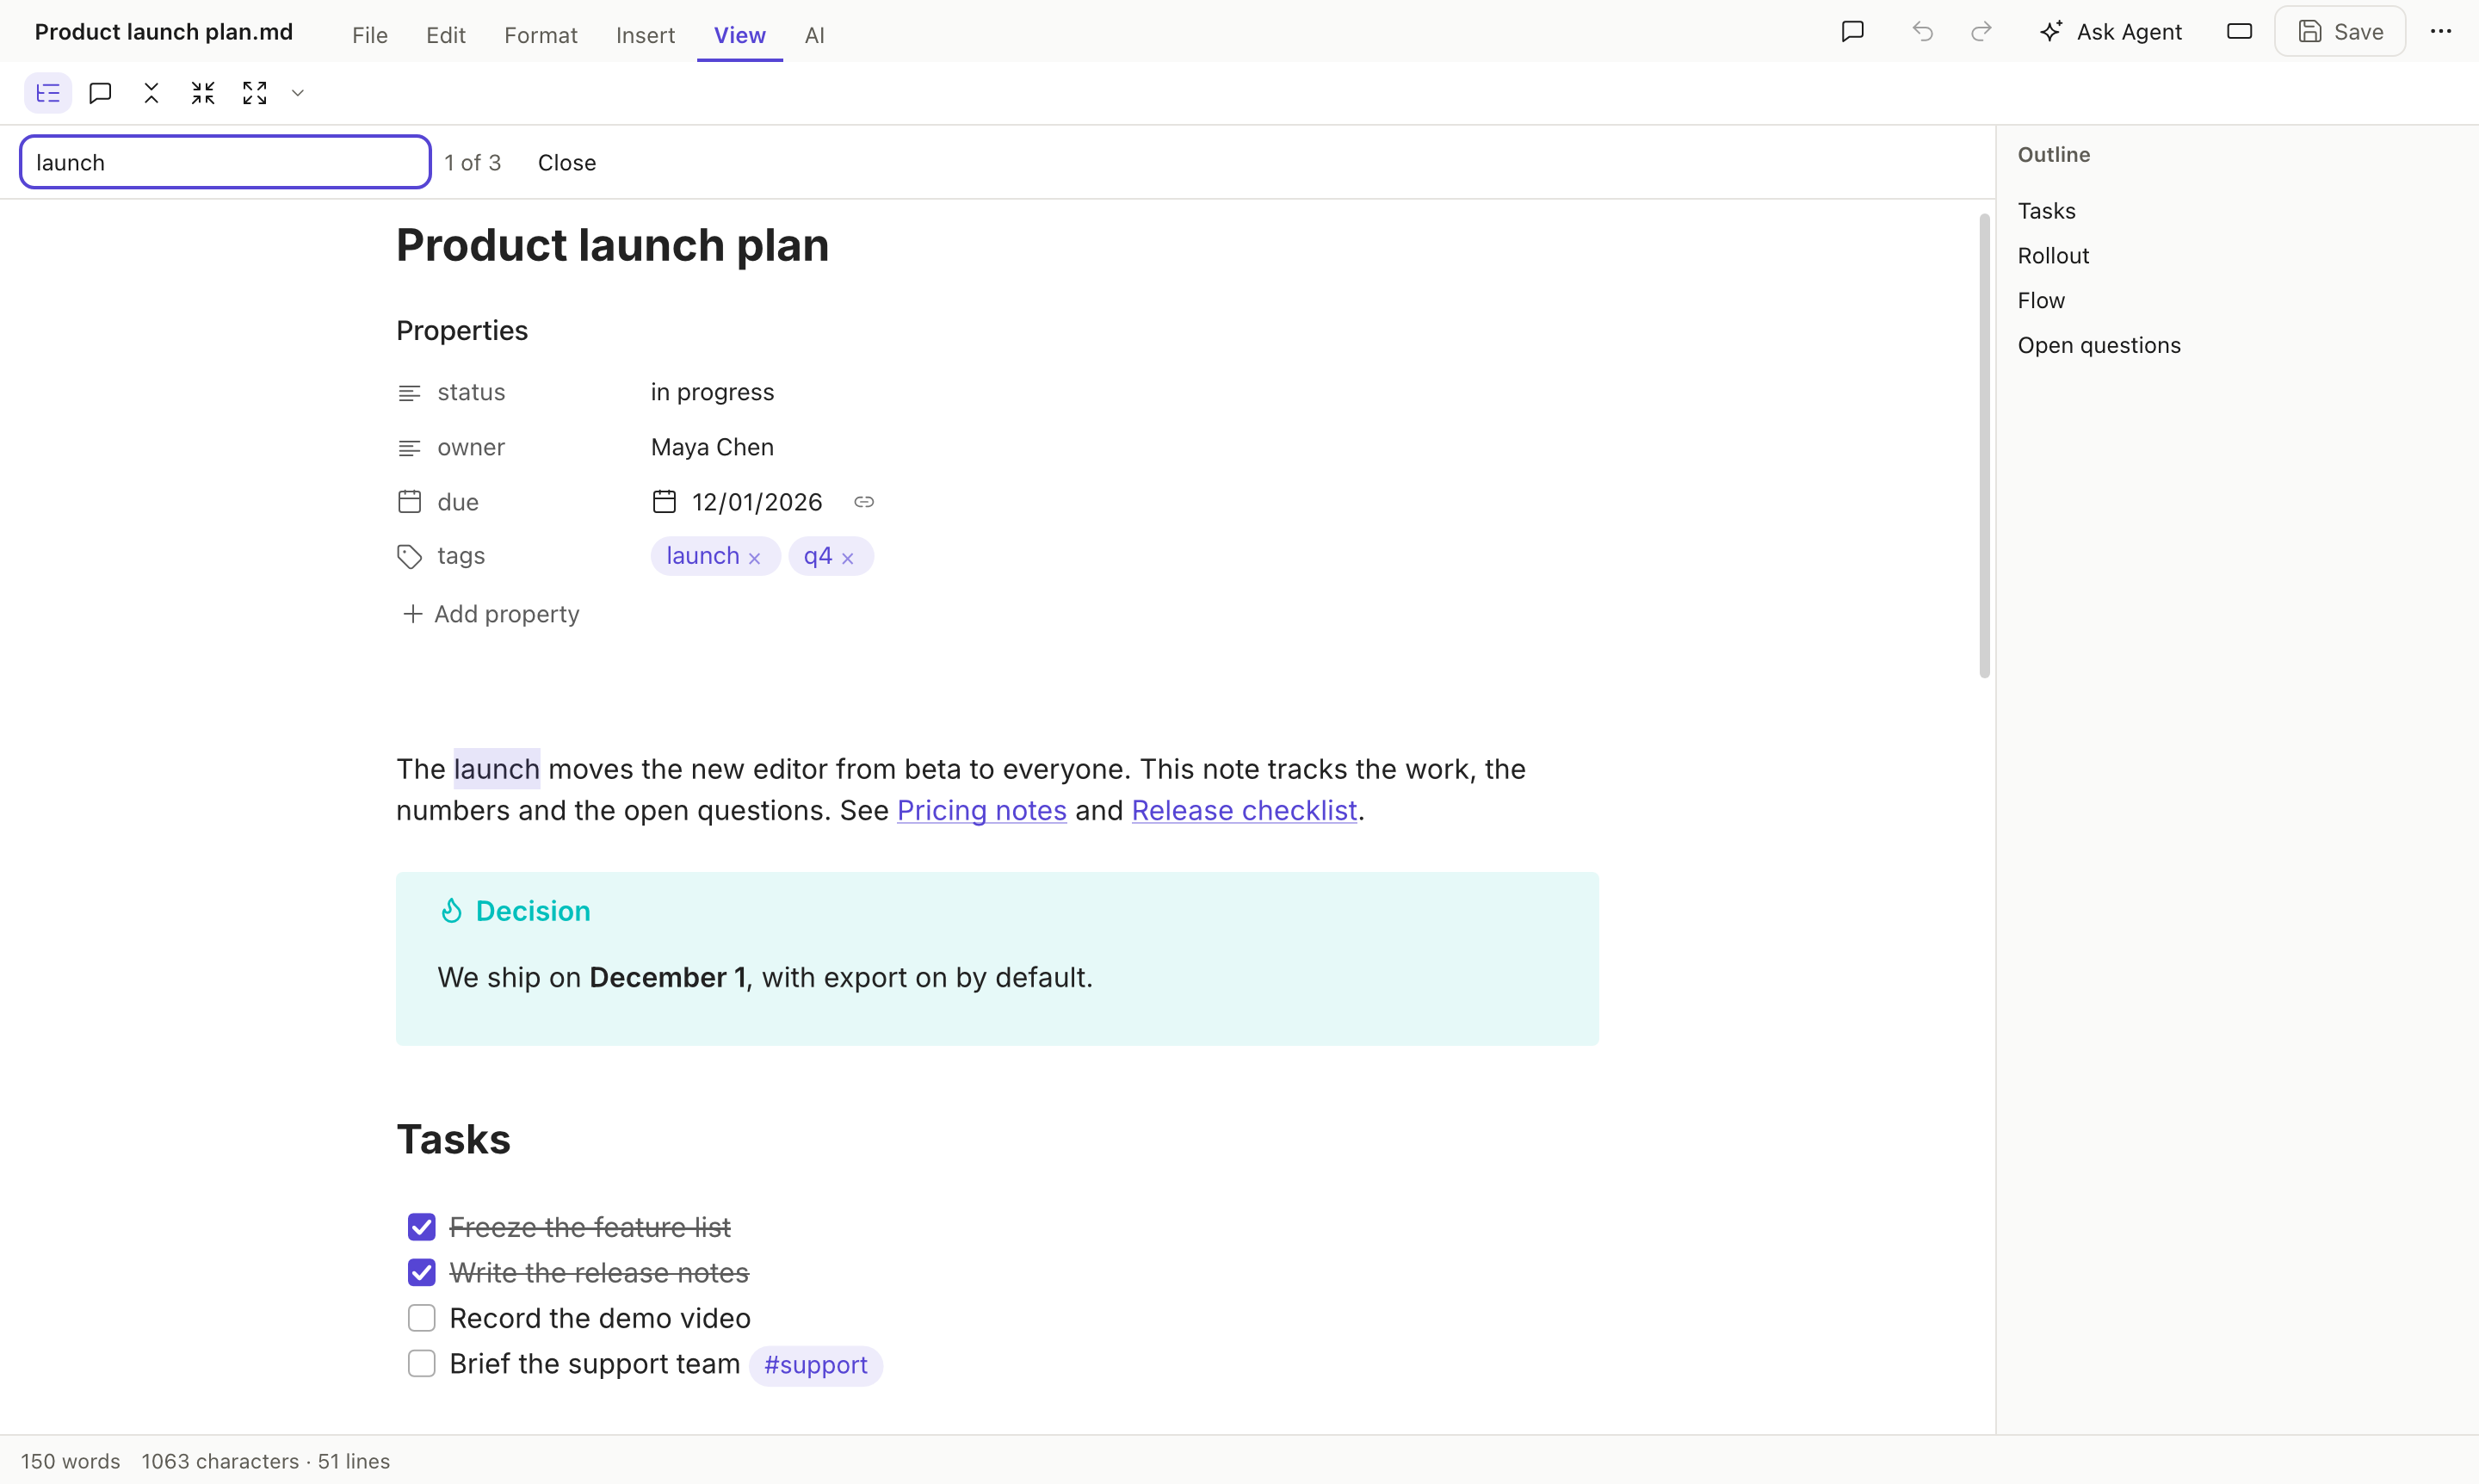 Product launch plan.md File Edit Format Insert View AI Ask Agent Save
launch 1 of 3 Close
Product launch plan
Properties
status in progress
owner Maya Chen
due 12/01/2026
tags launch × q4 ×
+ Add property
The launch moves the new editor from beta to everyone. This note tracks the work, the
numbers and the open questions. See Pricing notes and Release checklist.
Decision
We ship on December 1, with export on by default.
Tasks
Freeze the feature list
Write the release notes
Record the demo video
Brief the support team #support
Outline
Tasks
Rollout
Flow
Open questions
150 words 1063 characters · 51 lines